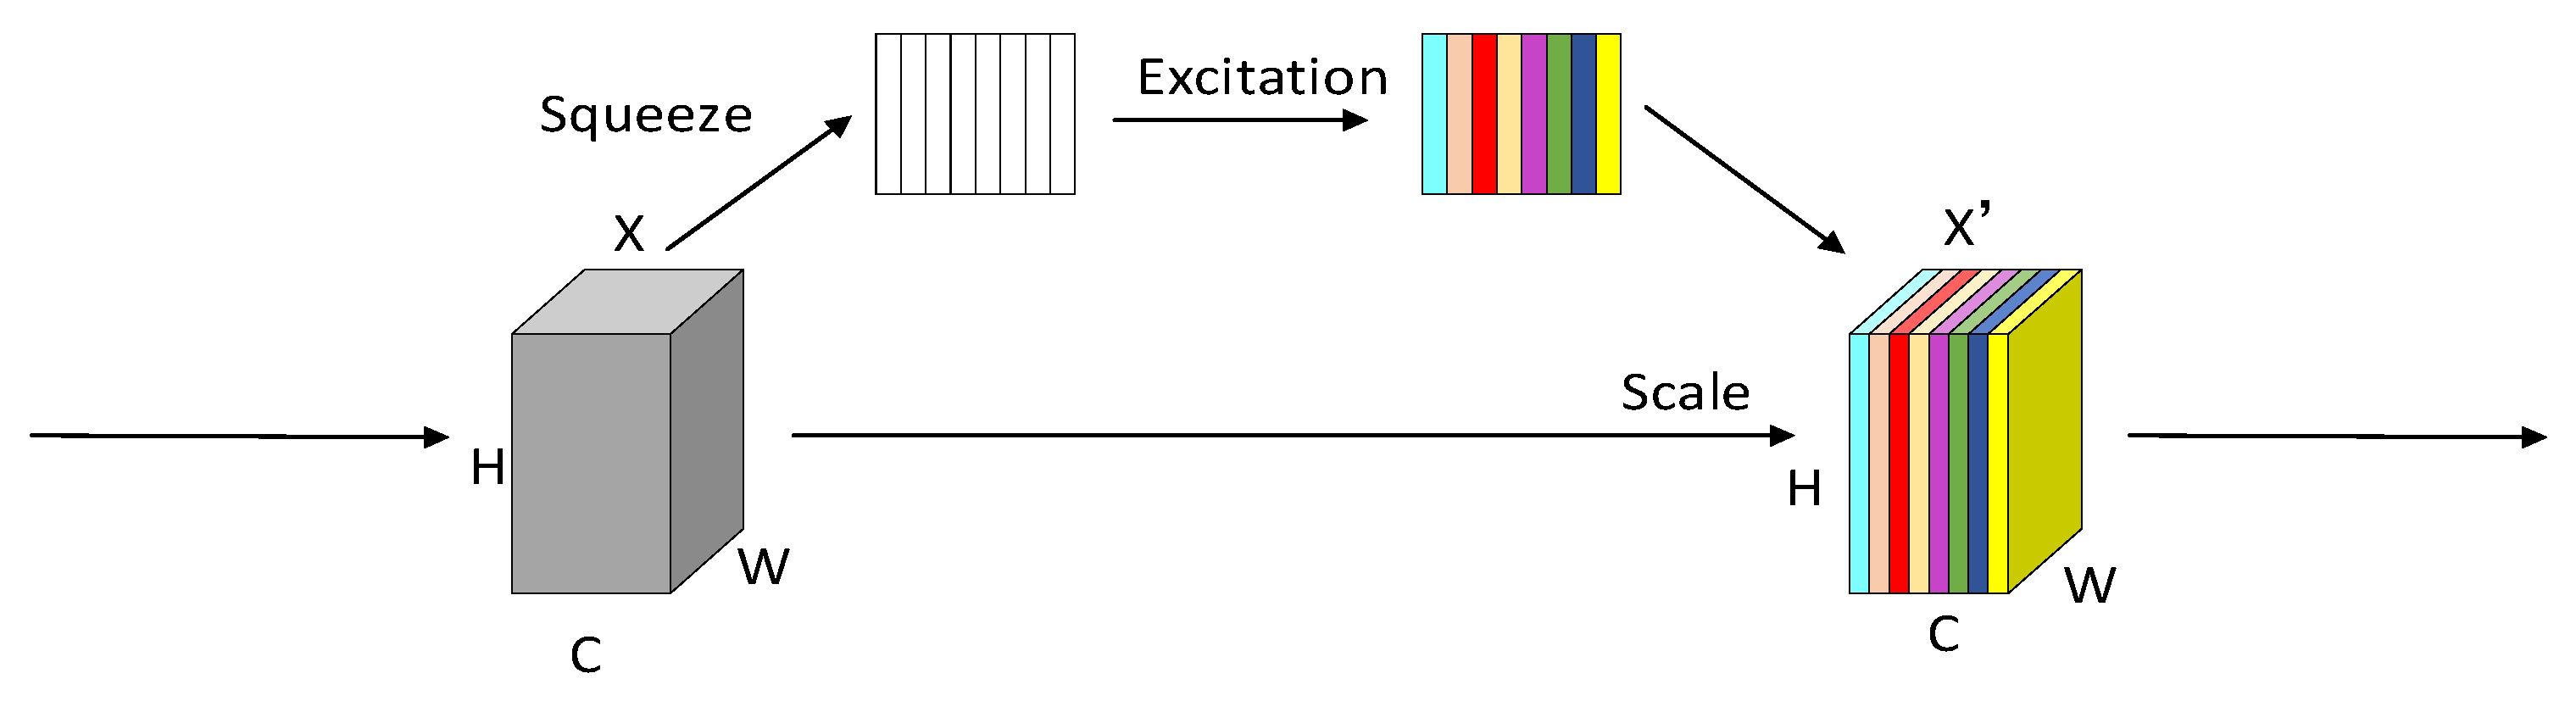 Squeeze
Excitation
X
X’
Scale
H
W
C
H
W
C